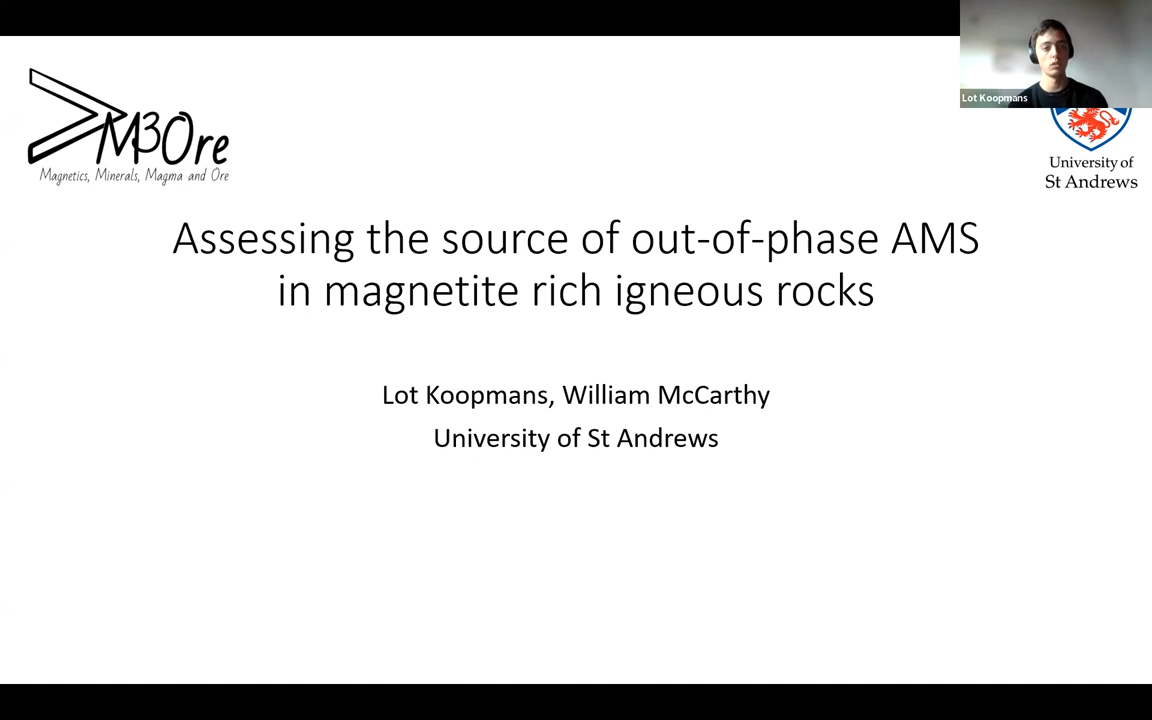 Lot Koopmans
M3Ore
Magnetics, Minerals, Magma and Ore
University of
St Andrews
Assessing the source of out-of-phase AMS
in magnetite rich igneous rocks
Lot Koopmans, William McCarthy
University of St Andrews